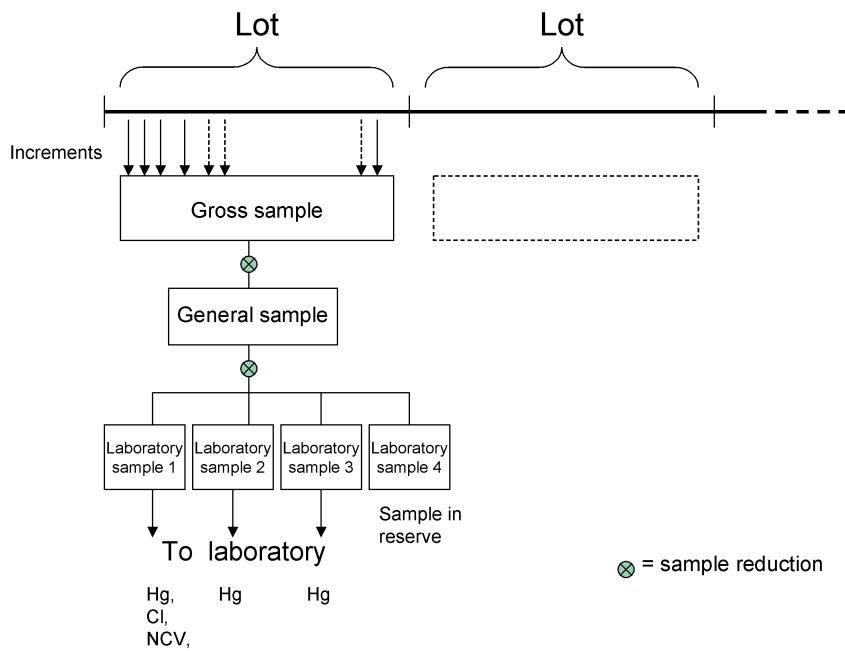 Lot
Lot
Increments
Gross sample
General sample
Laboratory
sample 1
Laboratory
sample 2
Laboratory
sample 3
Laboratory
sample 4
Sample in
reserve
To laboratory
= sample reduction
Hg,
Cl,
NCV,
Hg
Hg